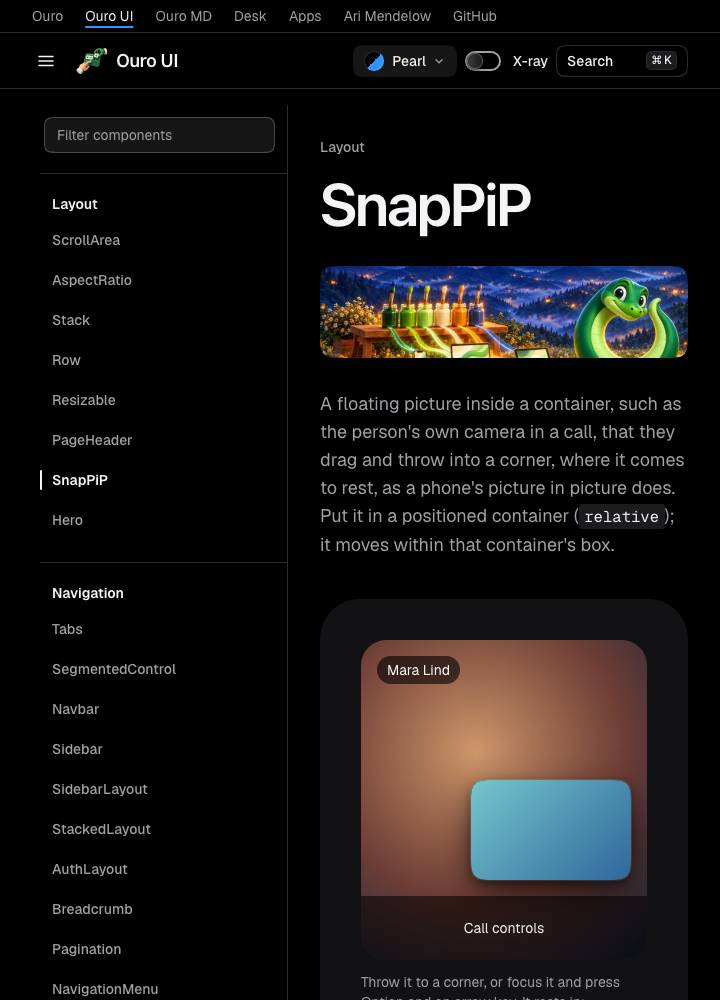 Ouro
Ouro UI
Ouro MD
Desk
Apps
Ari Mendelow
GitHub
Ouro UI
Pearl
X-ray
Search
⌘ K
Filter components
Layout
ScrollArea
AspectRatio
Stack
Row
Resizable
PageHeader
SnapPiP
Hero
Navigation
Tabs
SegmentedControl
Navbar
Sidebar
SidebarLayout
StackedLayout
AuthLayout
Breadcrumb
Pagination
NavigationMenu
Layout
SnapPiP
A floating picture inside a container, such as
the person's own camera in a call, that they
drag and throw into a corner, where it comes
to rest, as a phone's picture in picture does.
Put it in a positioned container (relative);
it moves within that container's box.
Mara Lind
Call controls
Throw it to a corner, or focus it and press